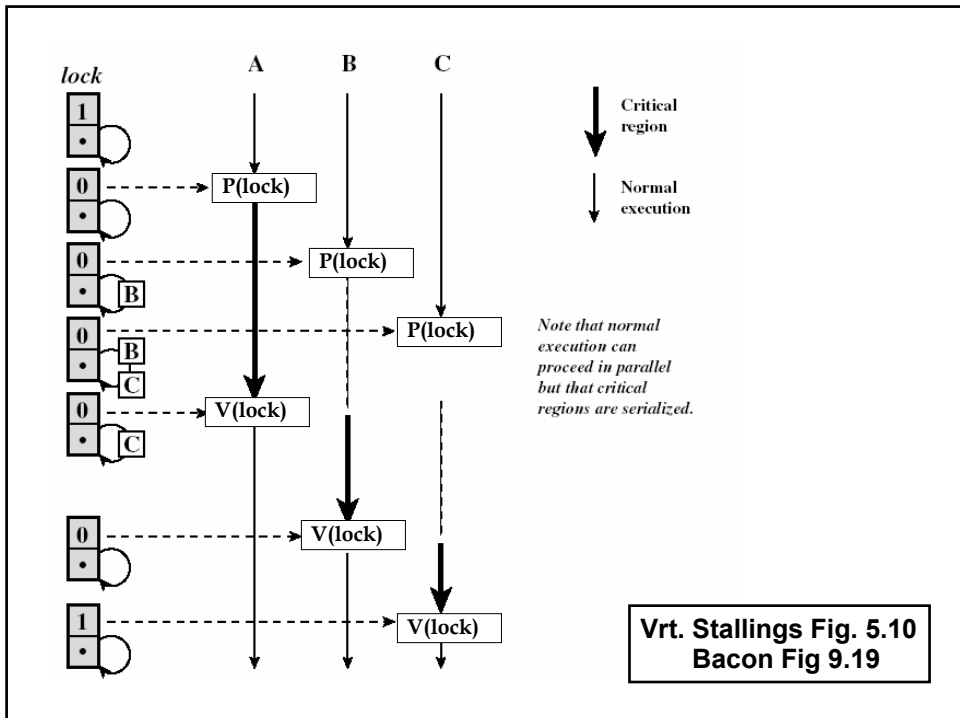 A B C
lock
1
Critical
region
0 P(lock)
Normal
execution
0 P(lock)
B
0 P(lock)
B
C
Note that normal
execution can
proceed in parallel
but that critical
regions are serialized.
0 V(lock)
C
0 V(lock)
1 V(lock)
Vrt. Stallings Fig. 5.10
Bacon Fig 9.19